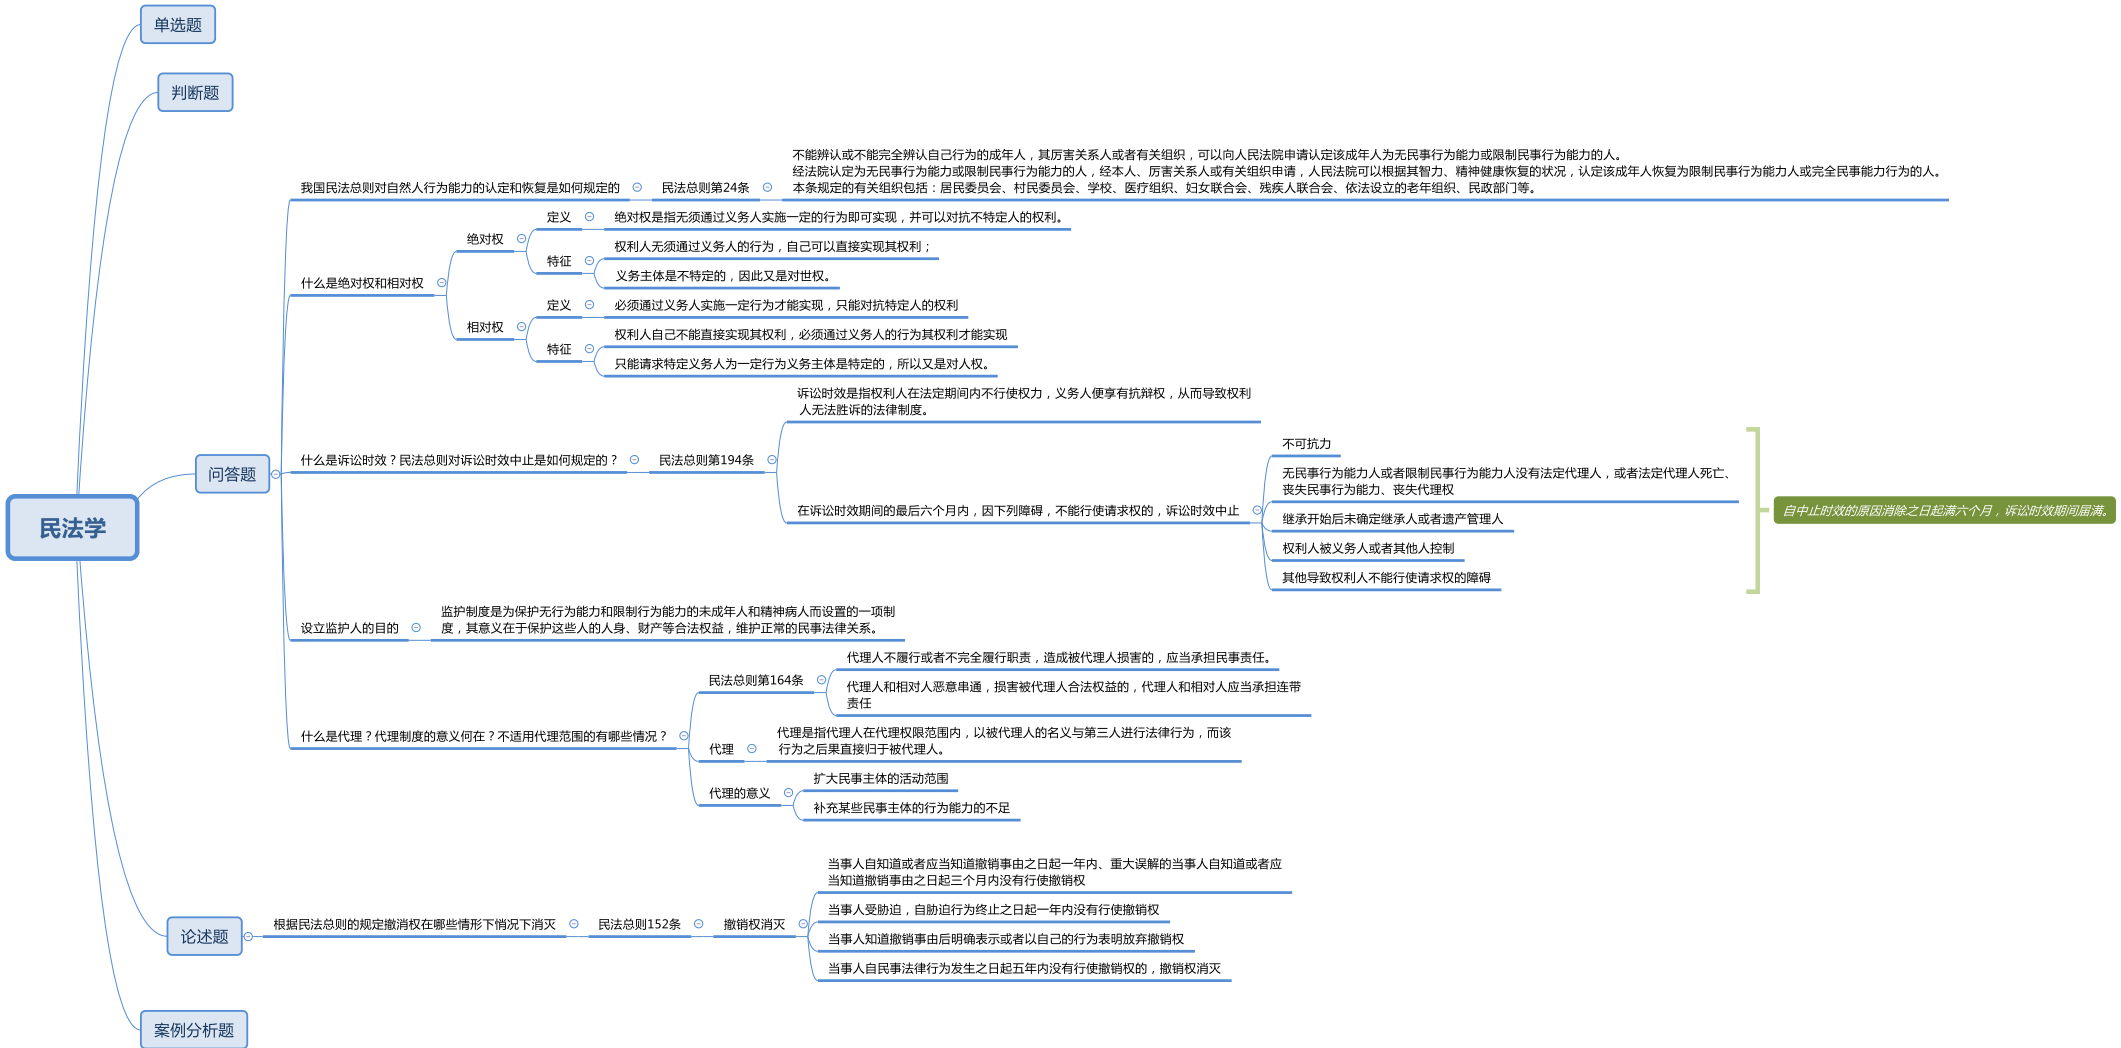 单选题
判断题
不能辨认或不能完全辨认自己行为的成年人，其厉害关系人或者有关组织，可以向人民法院申请认定该成年人为无民事行为能力或限制民事行为能力的人。
经法院认定为无民事行为能力或限制民事行为能力的人，经本人、厉害关系人或有关组织申请，人民法院可以根据其智力、精神健康恢复的状况，认定该成年人恢复为限制民事行为能力人或完全民事能力行为的人。
我国民法总则对自然人行为能力的认定和恢复是如何规定的
民法总则第24条
本条规定的有关组织包括：居民委员会、村民委员会、学校、医疗组织、妇女联合会、残疾人联合会、依法设立的老年组织、民政部门等。
什么是绝对权和相对权
绝对权
定义
绝对权是指无须通过义务人实施一定的行为即可实现，并可以对抗不特定人的权利。
特征
权利人无须通过义务人的行为，自己可以直接实现其权利；
义务主体是不特定的，因此又是对世权。
相对权
定义
必须通过义务人实施一定行为才能实现，只能对抗特定人的权利
特征
权利人自己不能直接实现其权利，必须通过义务人的行为其权利才能实现
只能请求特定义务人为一定行为义务主体是特定的，所以又是对人权。
问答题
什么是诉讼时效？民法总则对诉讼时效中止是如何规定的？
民法总则第194条
诉讼时效是指权利人在法定期间内不行使权力，义务人便享有抗辩权，从而导致权利
人无法胜诉的法律制度。
在诉讼时效期间的最后六个月内，因下列障碍，不能行使请求权的，诉讼时效中止
不可抗力
无民事行为能力人或者限制民事行为能力人没有法定代理人，或者法定代理人死亡、
丧失民事行为能力、丧失代理权
继承开始后未确定继承人或者遗产管理人
权利人被义务人或者其他人控制
其他导致权利人不能行使请求权的障碍
自中止时效的原因消除之日起满六个月，诉讼时效期间届满。
民法学
设立监护人的目的
监护制度是为保护无行为能力和限制行为能力的未成年人和精神病人而设置的一项制
度，其意义在于保护这些人的人身、财产等合法权益，维护正常的民事法律关系。
什么是代理？代理制度的意义何在？不适用代理范围的有哪些情况？
民法总则第164条
代理人不履行或者不完全履行职责，造成被代理人损害的，应当承担民事责任。
代理人和相对人恶意串通，损害被代理人合法权益的，代理人和相对人应当承担连带
责任
代理
代理是指代理人在代理权限范围内，以被代理人的名义与第三人进行法律行为，而该
行为之后果直接归于被代理人。
代理的意义
扩大民事主体的活动范围
补充某些民事主体的行为能力的不足
论述题
根据民法总则的规定撤消权在哪些情形下悄况下消灭
民法总则152条
撤销权消灭
当事人自知道或者应当知道撤销事由之日起一年内、重大误解的当事人自知道或者应
当知道撤销事由之日起三个月内没有行使撤销权
当事人受胁迫，自胁迫行为终止之日起一年内没有行使撤销权
当事人知道撤销事由后明确表示或者以自己的行为表明放弃撤销权
当事人自民事法律行为发生之日起五年内没有行使撤销权的，撤销权消灭
案例分析题